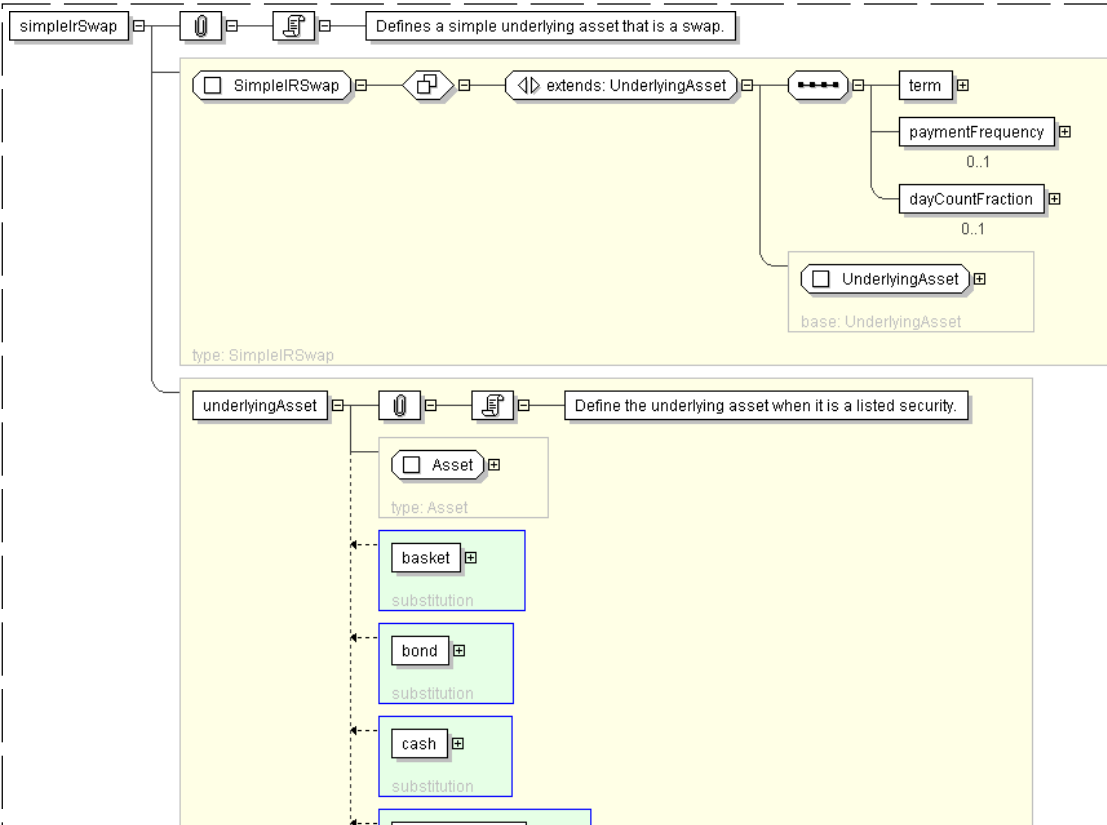 simpleIrSwap
Defines a simple underlying asset that is a swap.
SimpleIRSwap
extends: UnderlyingAsset
term
paymentFrequency
0..1
dayCountFraction
0..1
UnderlyingAsset
base: UnderlyingAsset
type: SimpleIRSwap
underlyingAsset
Define the underlying asset when it is a listed security.
Asset
type: Asset
basket
substitution
bond
substitution
cash
substitution